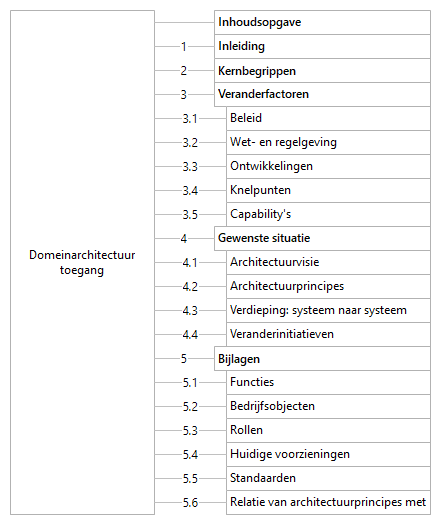 Domeinarchitectuur
toegang
Inhoudsopgave
1 Inleiding
2 Kernbegrippen
3 Veranderfactoren
3.1 Beleid
3.2 Wet- en regelgeving
3.3 Ontwikkelingen
3.4 Knelpunten
3.5 Capability's
4 Gewenste situatie
4.1 Architectuurvisie
4.2 Architectuurprincipes
4.3 Verdieping: systeem naar systeem
4.4 Veranderinitiatieven
5 Bijlagen
5.1 Functies
5.2 Bedrijfsobjecten
5.3 Rollen
5.4 Huidige voorzieningen
5.5 Standaarden
5.6 Relatie van architectuurprincipes met